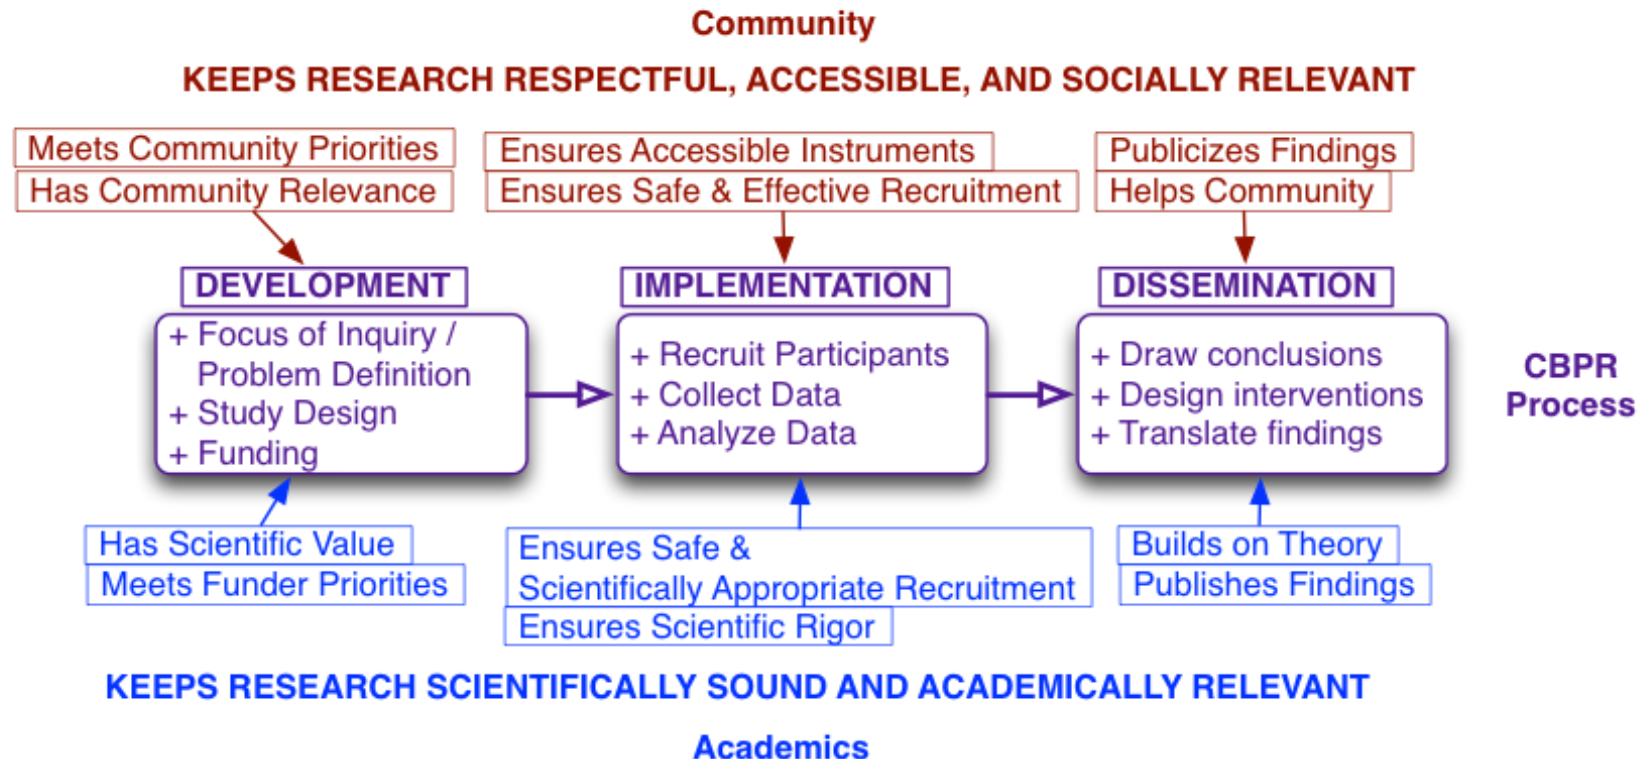 Community
KEEPS RESEARCH RESPECTFUL, ACCESSIBLE, AND SOCIALLY RELEVANT
Meets Community Priorities
Has Community Relevance
Ensures Accessible Instruments
Ensures Safe & Effective Recruitment
Publicizes Findings
Helps Community
DEVELOPMENT
+ Focus of Inquiry /
Problem Definition
+ Study Design
+ Funding
IMPLEMENTATION
+ Recruit Participants
+ Collect Data
+ Analyze Data
DISSEMINATION
+ Draw conclusions
+ Design interventions
+ Translate findings
CBPR
Process
Has Scientific Value
Meets Funder Priorities
Ensures Safe &
Scientifically Appropriate Recruitment
Ensures Scientific Rigor
Builds on Theory
Publishes Findings
KEEPS RESEARCH SCIENTIFICALLY SOUND AND ACADEMICALLY RELEVANT
Academics